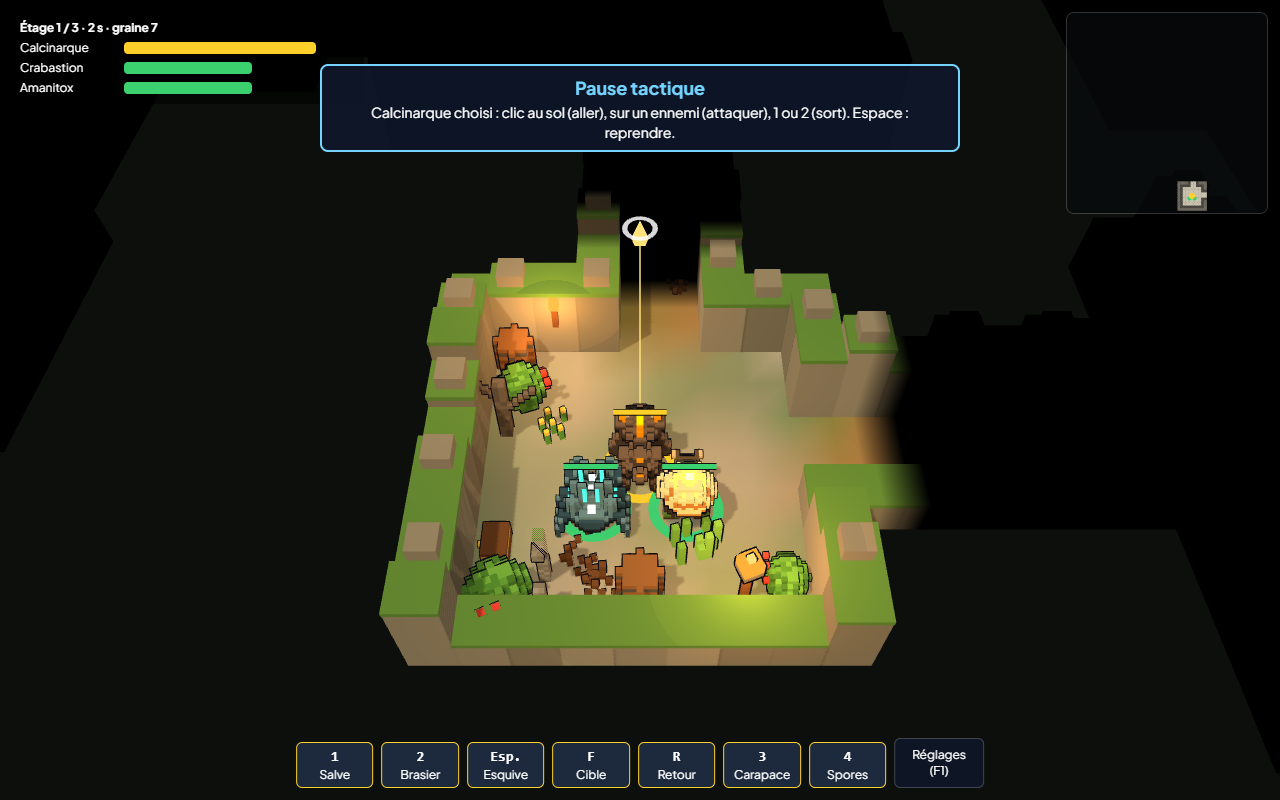 Étage 1 / 3 · 2 s · graine 7
Calcinarque
Crabastion
Amanitox
Pause tactique
Calcinarque choisi : clic au sol (aller), sur un ennemi (attaquer), 1 ou 2 (sort). Espace :
reprendre.
1
Salve
2
Brasier
Esp.
Esquive
F
Cible
R
Retour
3
Carapace
4
Spores
Réglages
(F1)